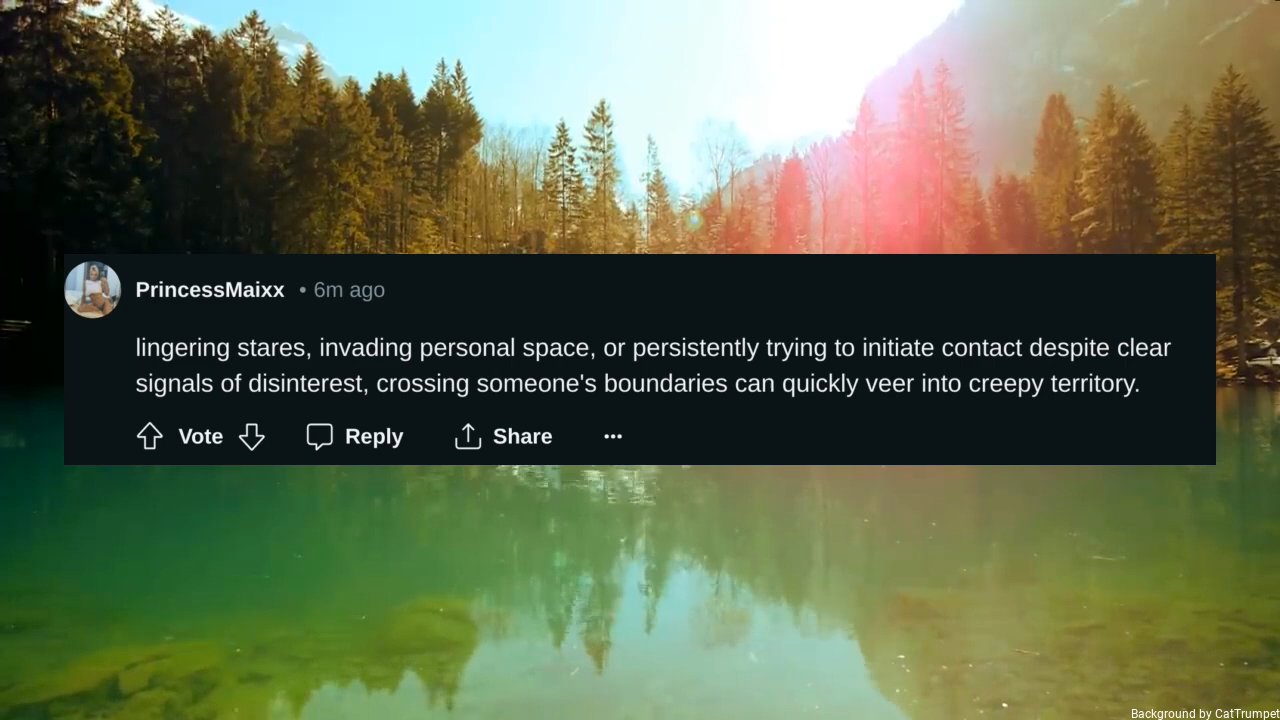 PrincessMaixx • 6m ago
lingering stares, invading personal space, or persistently trying to initiate contact despite clear
signals of disinterest, crossing someone's boundaries can quickly veer into creepy territory.
Vote Reply Share
Background by CatTrumpet